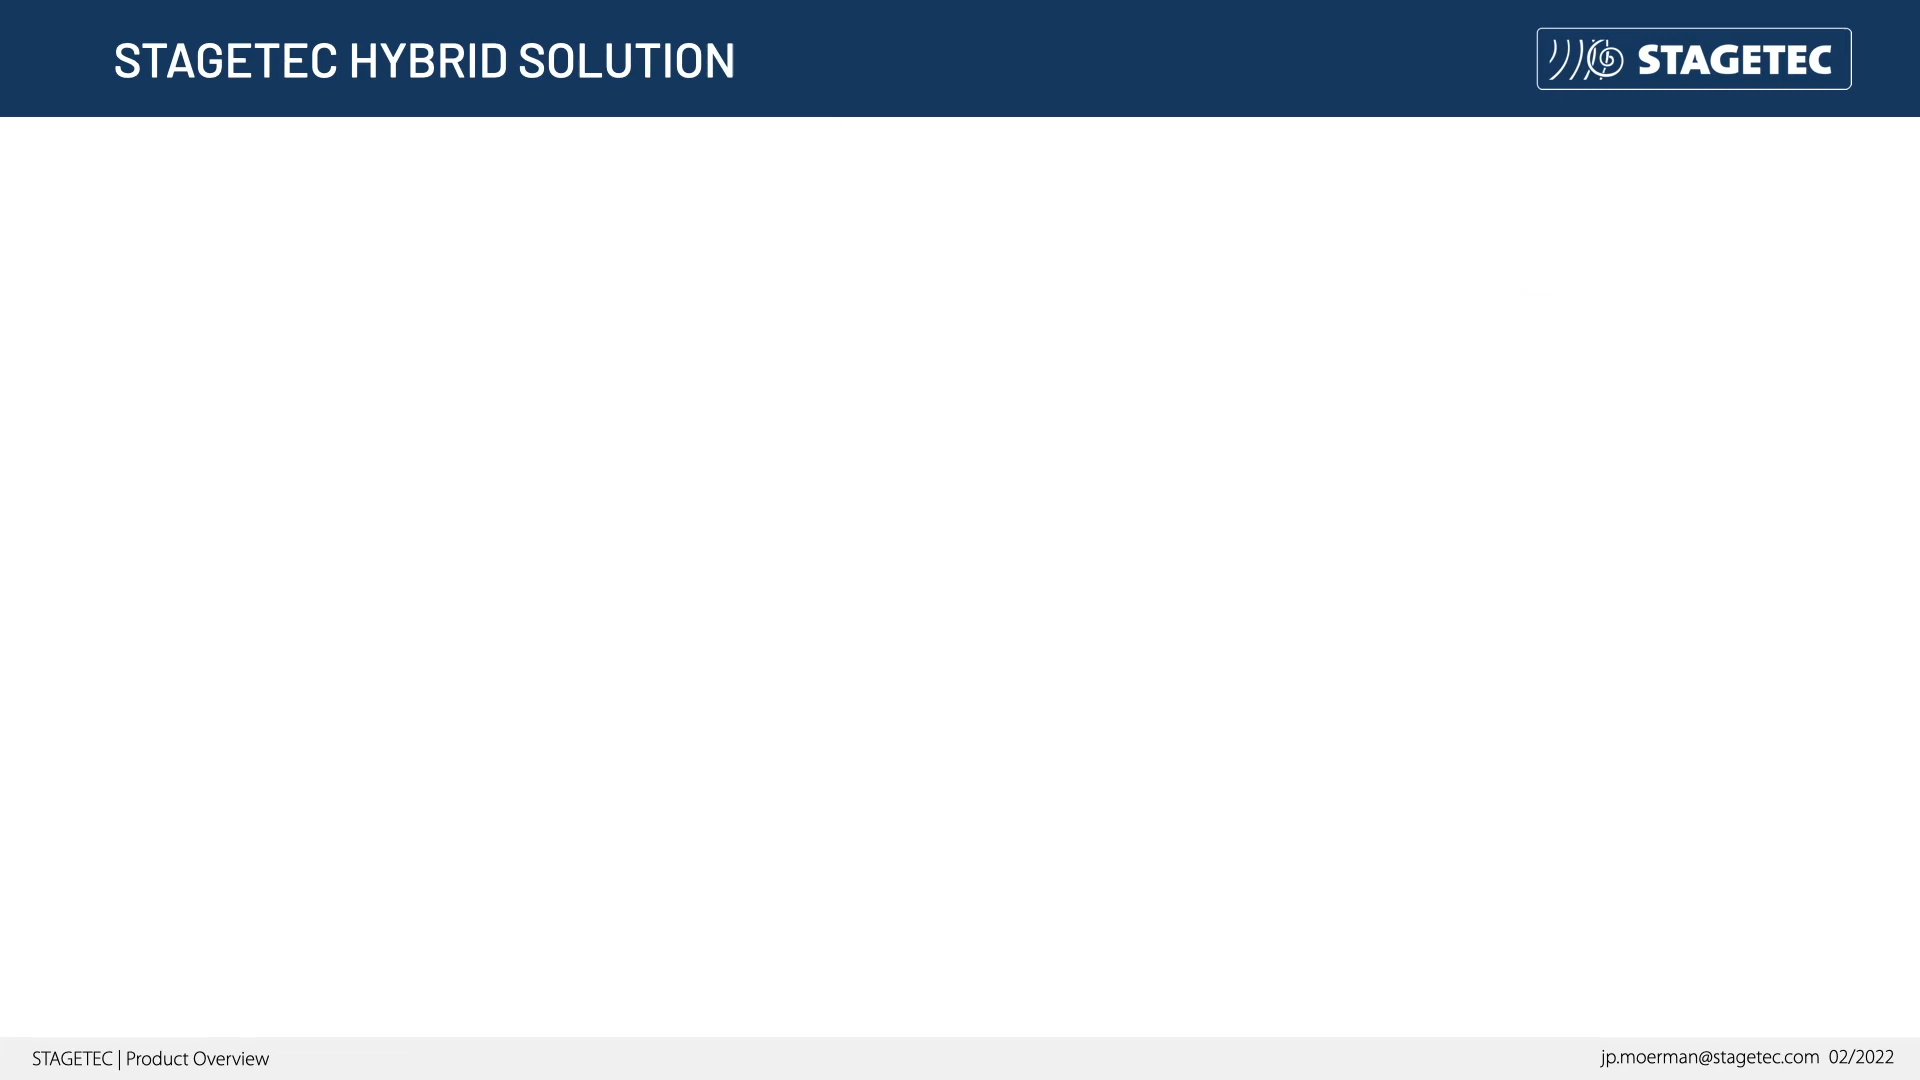 STAGETEC HYBRID SOLUTION
STAGETEC
STAGETEC | Product Overview
jp.moerman@stagetec.com 02/2022